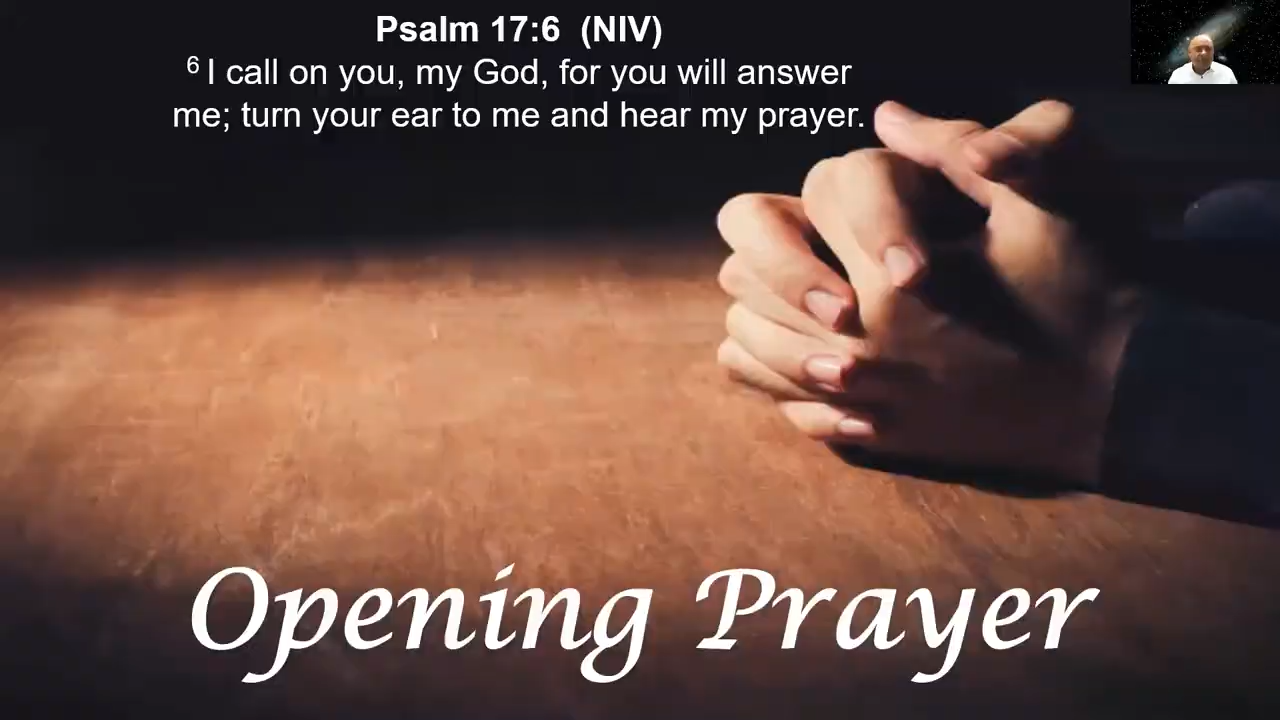 Psalm 17:6 (NIV)
6 I call on you, my God, for you will answer
me; turn your ear to me and hear my prayer.
Opening Prayer